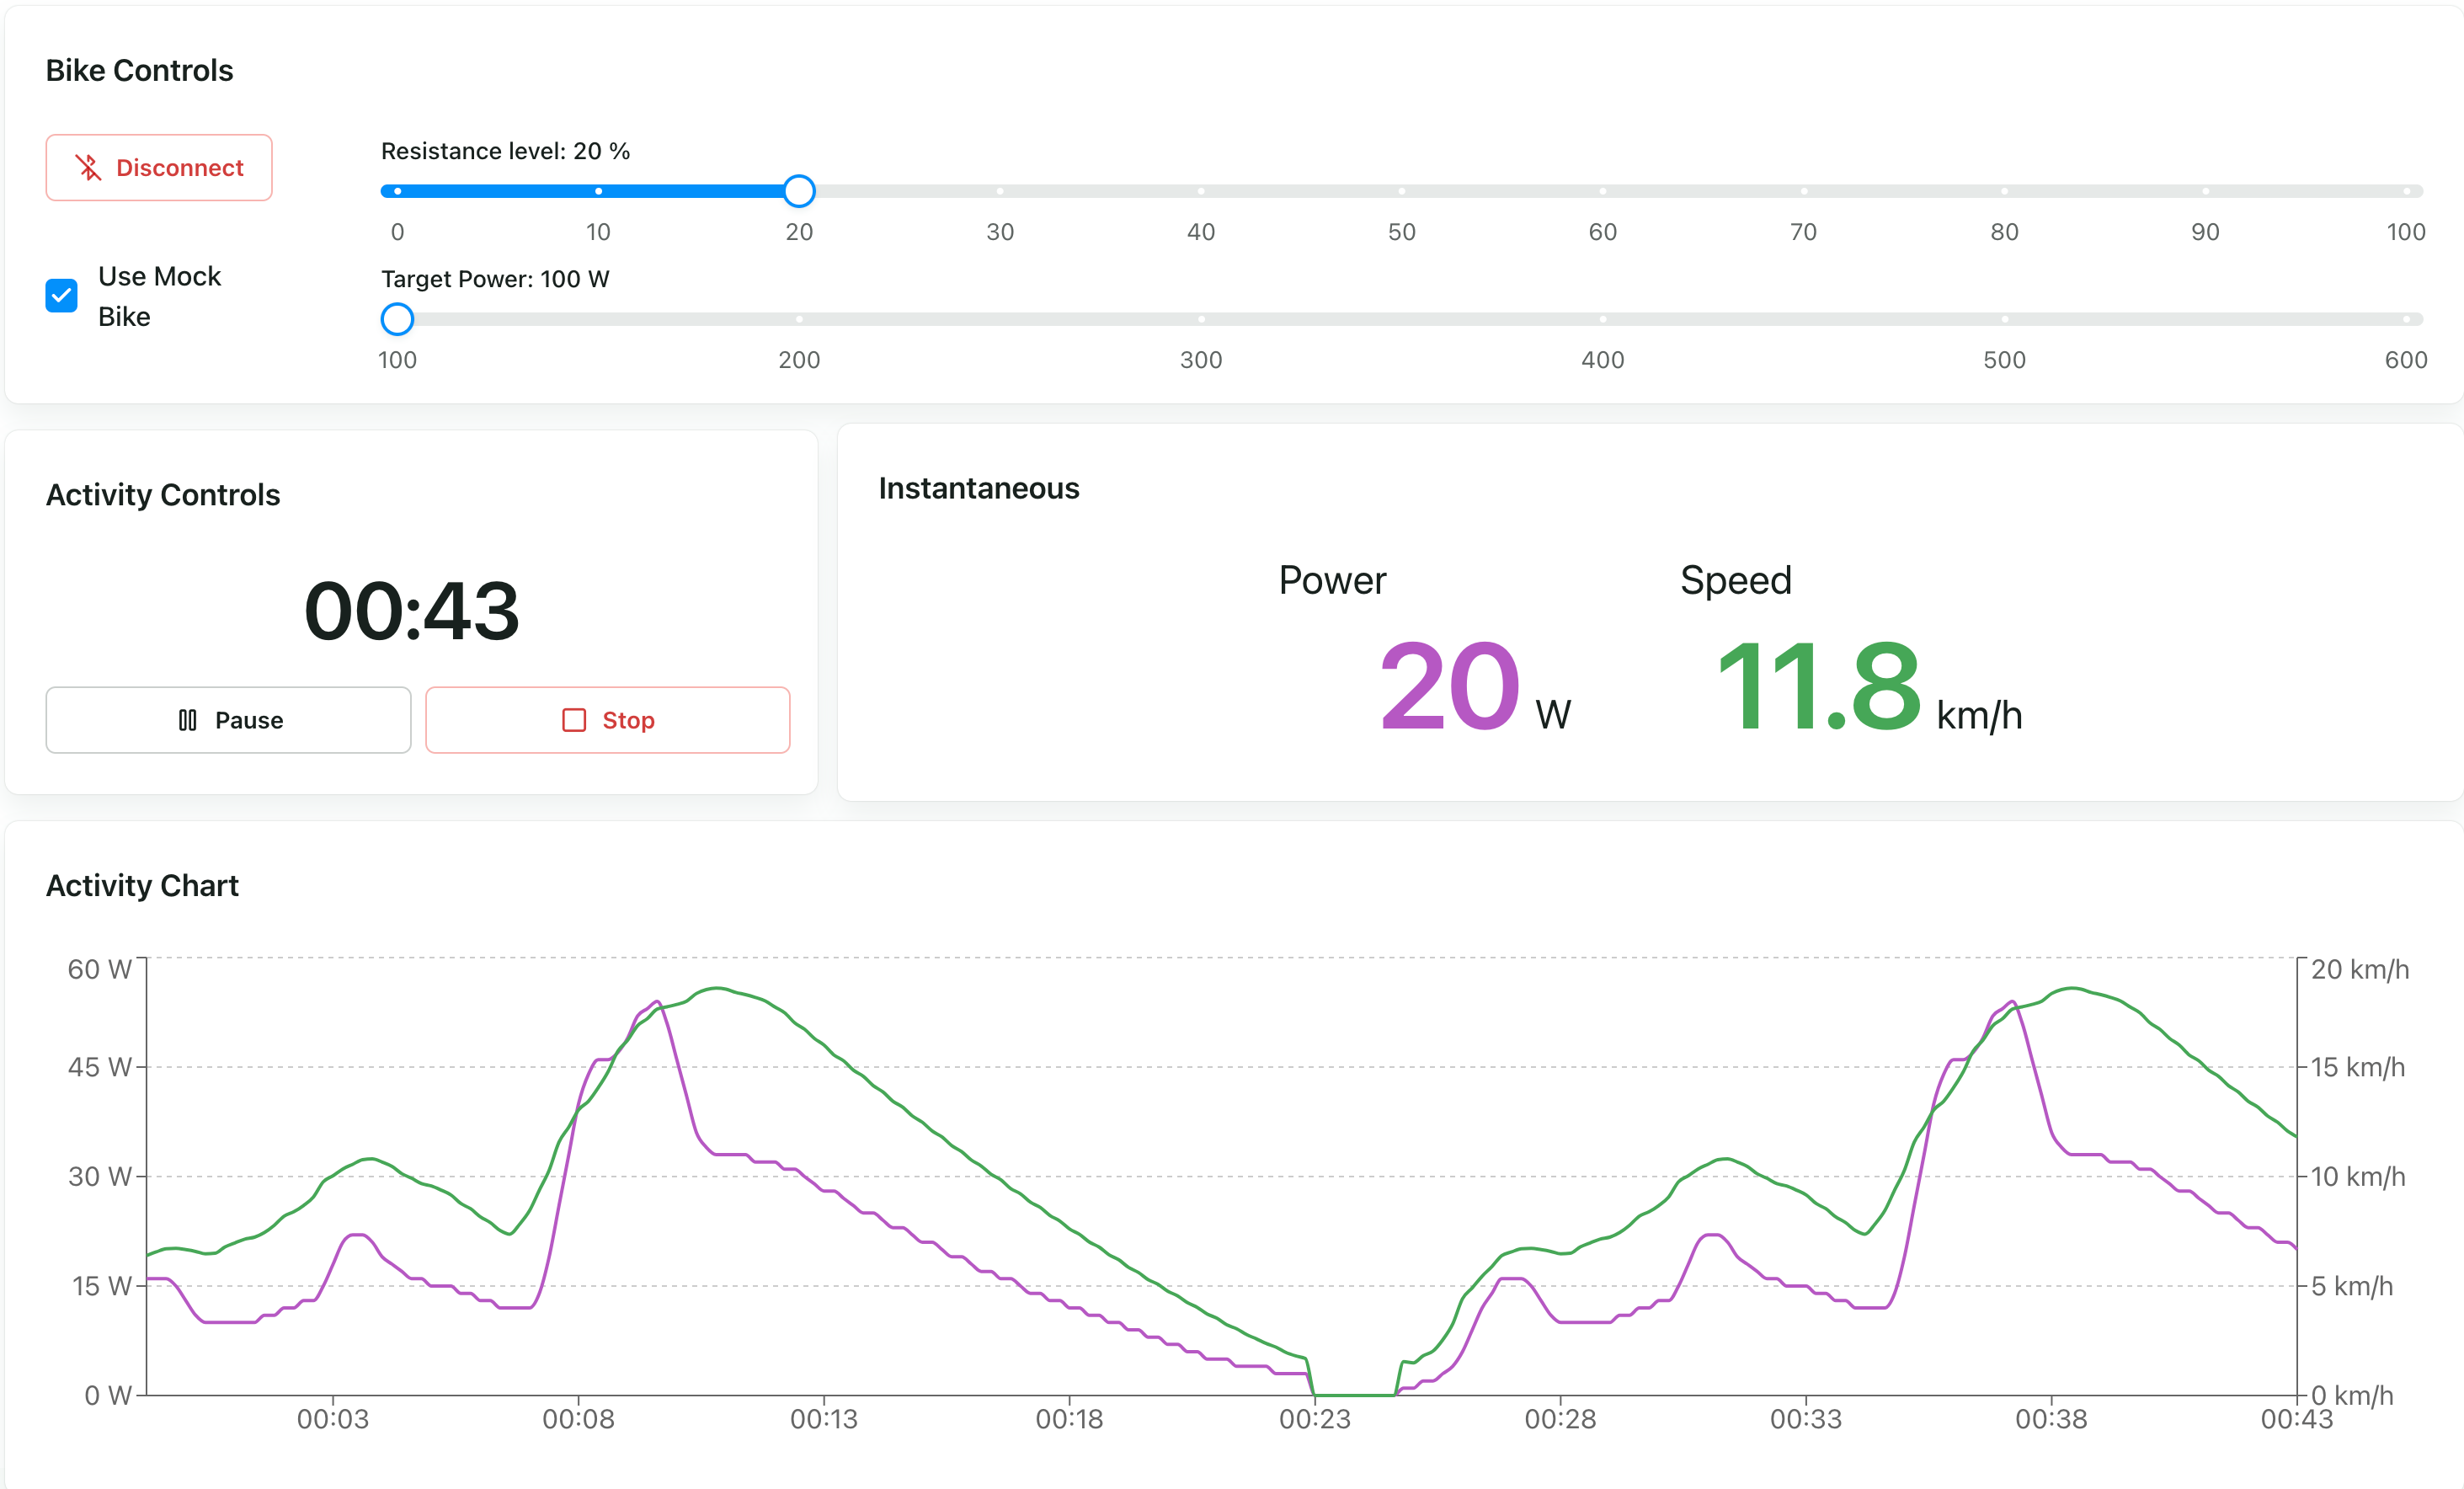 Bike Controls
Disconnect
Resistance level: 20 %
0 10 20 30 40 50 60 70 80 90 100
Use Mock
Bike
Target Power: 100 W
100 200 300 400 500 600
Activity Controls
00:43
Pause Stop
Instantaneous
Power Speed
20 W 11.8 km/h
Activity Chart
60 W 20 km/h
45 W 15 km/h
30 W 10 km/h
15 W 5 km/h
0 W 0 km/h
00:03 00:08 00:13 00:18 00:23 00:28 00:33 00:38 00:43